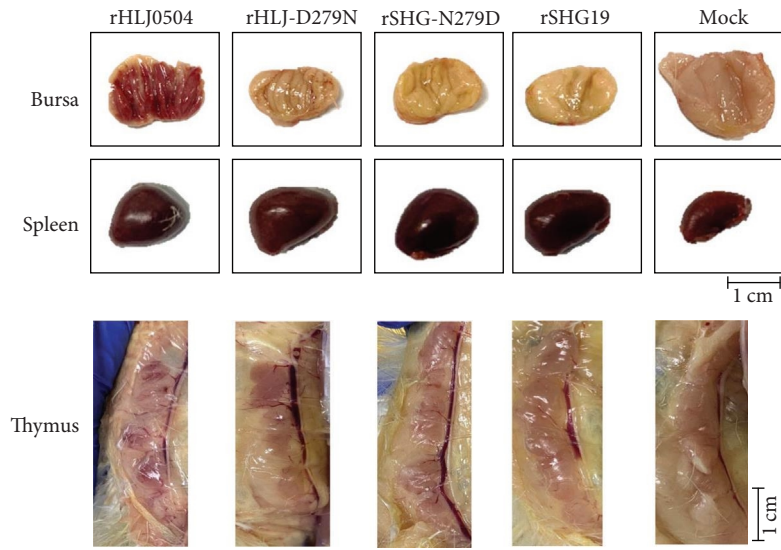 rHLJ0504 rHLJ-D279N rSHG-N279D rSHG19 Mock
Bursa
Spleen
1 cm
Thymus
1 cm